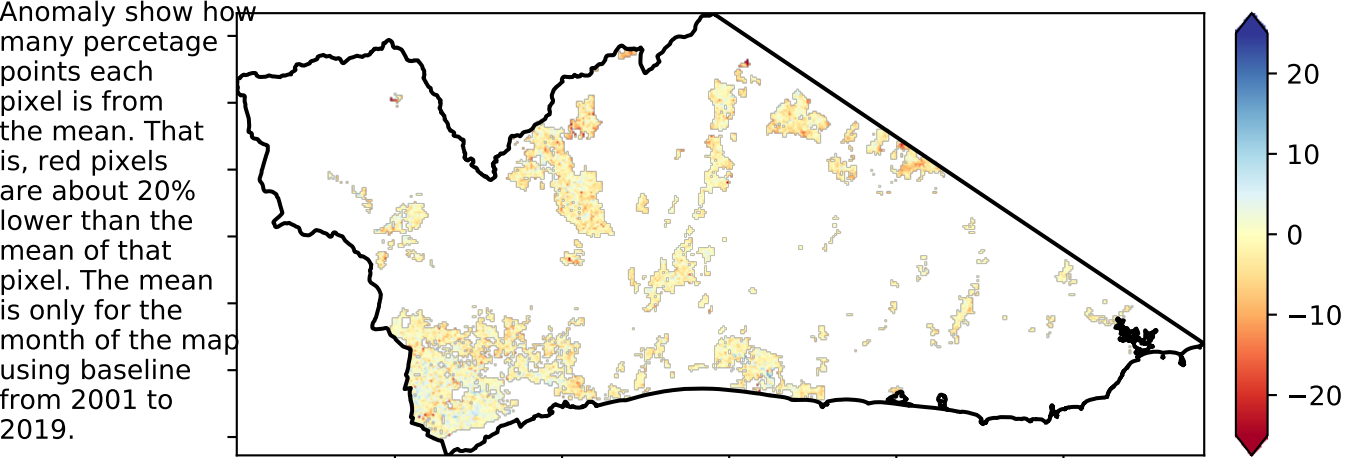 Anomaly show how
many percetage
points each
pixel is from
the mean. That
is, red pixels
are about 20%
lower than the
mean of that
pixel. The mean
is only for the
month of the map
using baseline
from 2001 to
2019.
20
10
0
−10
−20